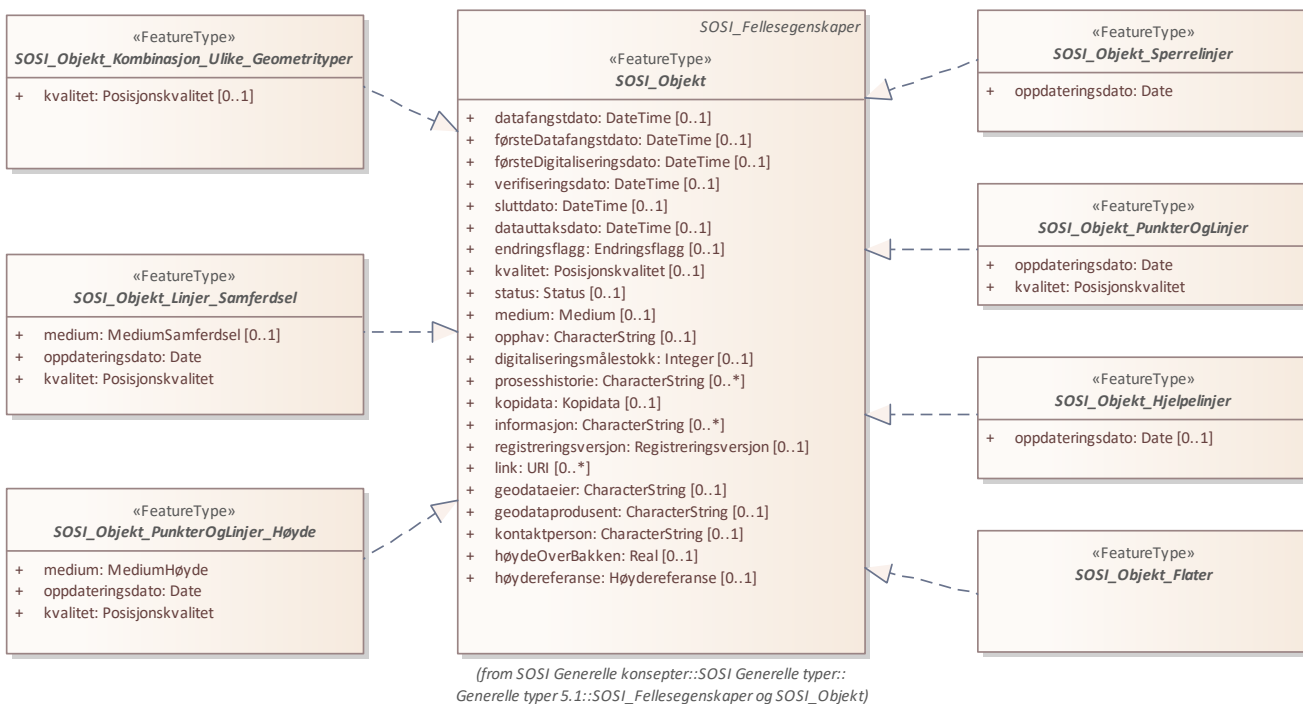 «FeatureType»
SOSI_Objekt_Kombinasjon_Ulike_Geometrityper
+ kvalitet: Posisjonskvalitet [0..1]
«FeatureType»
SOSI_Objekt_Linjer_Samferdsel
+ medium: MediumSamferdsel [0..1]
+ oppdateringsdato: Date
+ kvalitet: Posisjonskvalitet
«FeatureType»
SOSI_Objekt_PunkterOgLinjer_Høyde
+ medium: MediumHøyde
+ oppdateringsdato: Date
+ kvalitet: Posisjonskvalitet
SOSI_Fellesegenskaper
«FeatureType»
SOSI_Objekt
+ datafangstdato: DateTime [0..1]
+ førsteDatafangstdato: DateTime [0..1]
+ førsteDigitaliseringsdato: DateTime [0..1]
+ verifiseringsdato: DateTime [0..1]
+ sluttdato: DateTime [0..1]
+ datauttaksdato: DateTime [0..1]
+ endringsflagg: Endringsflagg [0..1]
+ kvalitet: Posisjonskvalitet [0..1]
+ status: Status [0..1]
+ medium: Medium [0..1]
+ opphav: CharacterString [0..1]
+ digitaliseringsmålestokk: Integer [0..1]
+ prosesshistorie: CharacterString [0..*]
+ kopidata: Kopidata [0..1]
+ informasjon: CharacterString [0..*]
+ registreringsversjon: Registreringsversjon [0..1]
+ link: URI [0..*]
+ geodataeier: CharacterString [0..1]
+ geodataprodusent: CharacterString [0..1]
+ kontaktperson: CharacterString [0..1]
+ høydeOverBakken: Real [0..1]
+ høydereferanse: Høydereferanse [0..1]
(from SOSI Generelle konsepter::SOSI Generelle typer::
Generelle typer 5.1::SOSI_Fellesegenskaper og SOSI_Objekt)
«FeatureType»
SOSI_Objekt_Sperrelinjer
+ oppdateringsdato: Date
«FeatureType»
SOSI_Objekt_PunkterOgLinjer
+ oppdateringsdato: Date
+ kvalitet: Posisjonskvalitet
«FeatureType»
SOSI_Objekt_Hjelpelinjer
+ oppdateringsdato: Date [0..1]
«FeatureType»
SOSI_Objekt_Flater